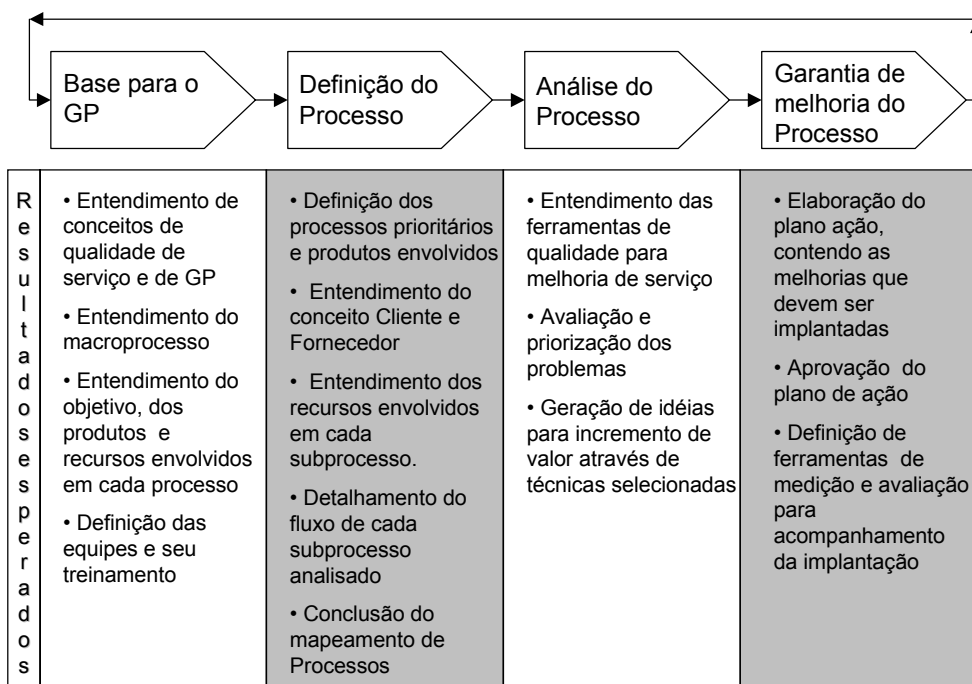 Base para o
GP
Definição do
Processo
Análise do
Processo
Garantia de
melhoria do
Processo
Resultados esperados
• Entendimento de
conceitos de
qualidade de
serviço e de GP
• Entendimento do
macroprocesso
• Entendimento do
objetivo, dos
produtos e
recursos envolvidos
em cada processo
• Definição das
equipes e seu
treinamento
• Definição dos
processos prioritários
e produtos envolvidos
• Entendimento do
conceito Cliente e
Fornecedor
• Entendimento dos
recursos envolvidos
em cada
subprocesso.
• Detalhamento do
fluxo de cada
subprocesso
analisado
• Conclusão do
mapeamento de
Processos
• Entendimento das
ferramentas de
qualidade para
melhoria de serviço
• Avaliação e
priorização dos
problemas
• Geração de idéias
para incremento de
valor através de
técnicas selecionadas
• Elaboração do
plano ação,
contendo as
melhorias que
devem ser
implantadas
• Aprovação do
plano de ação
• Definição de
ferramentas de
medição e avaliação
para
acompanhamento
da implantação